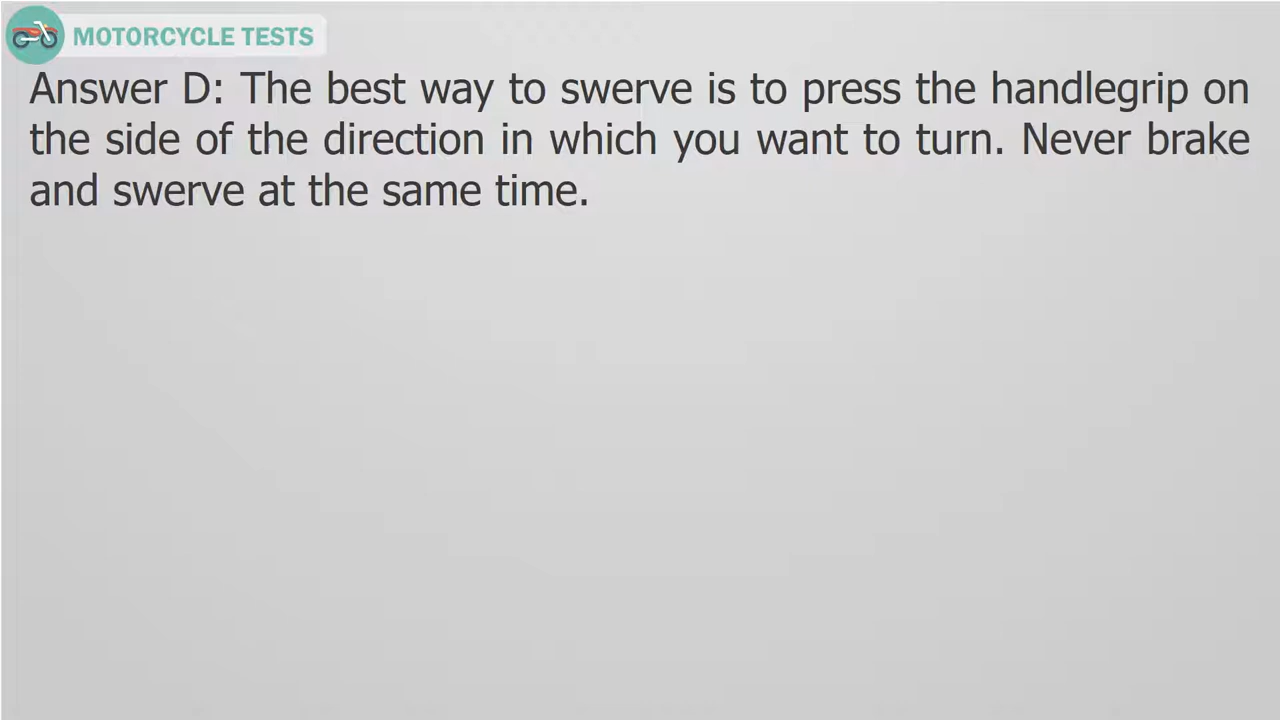 MOTORCYCLE TESTS
Answer D: The best way to swerve is to press the handlegrip on
the side of the direction in which you want to turn. Never brake
and swerve at the same time.